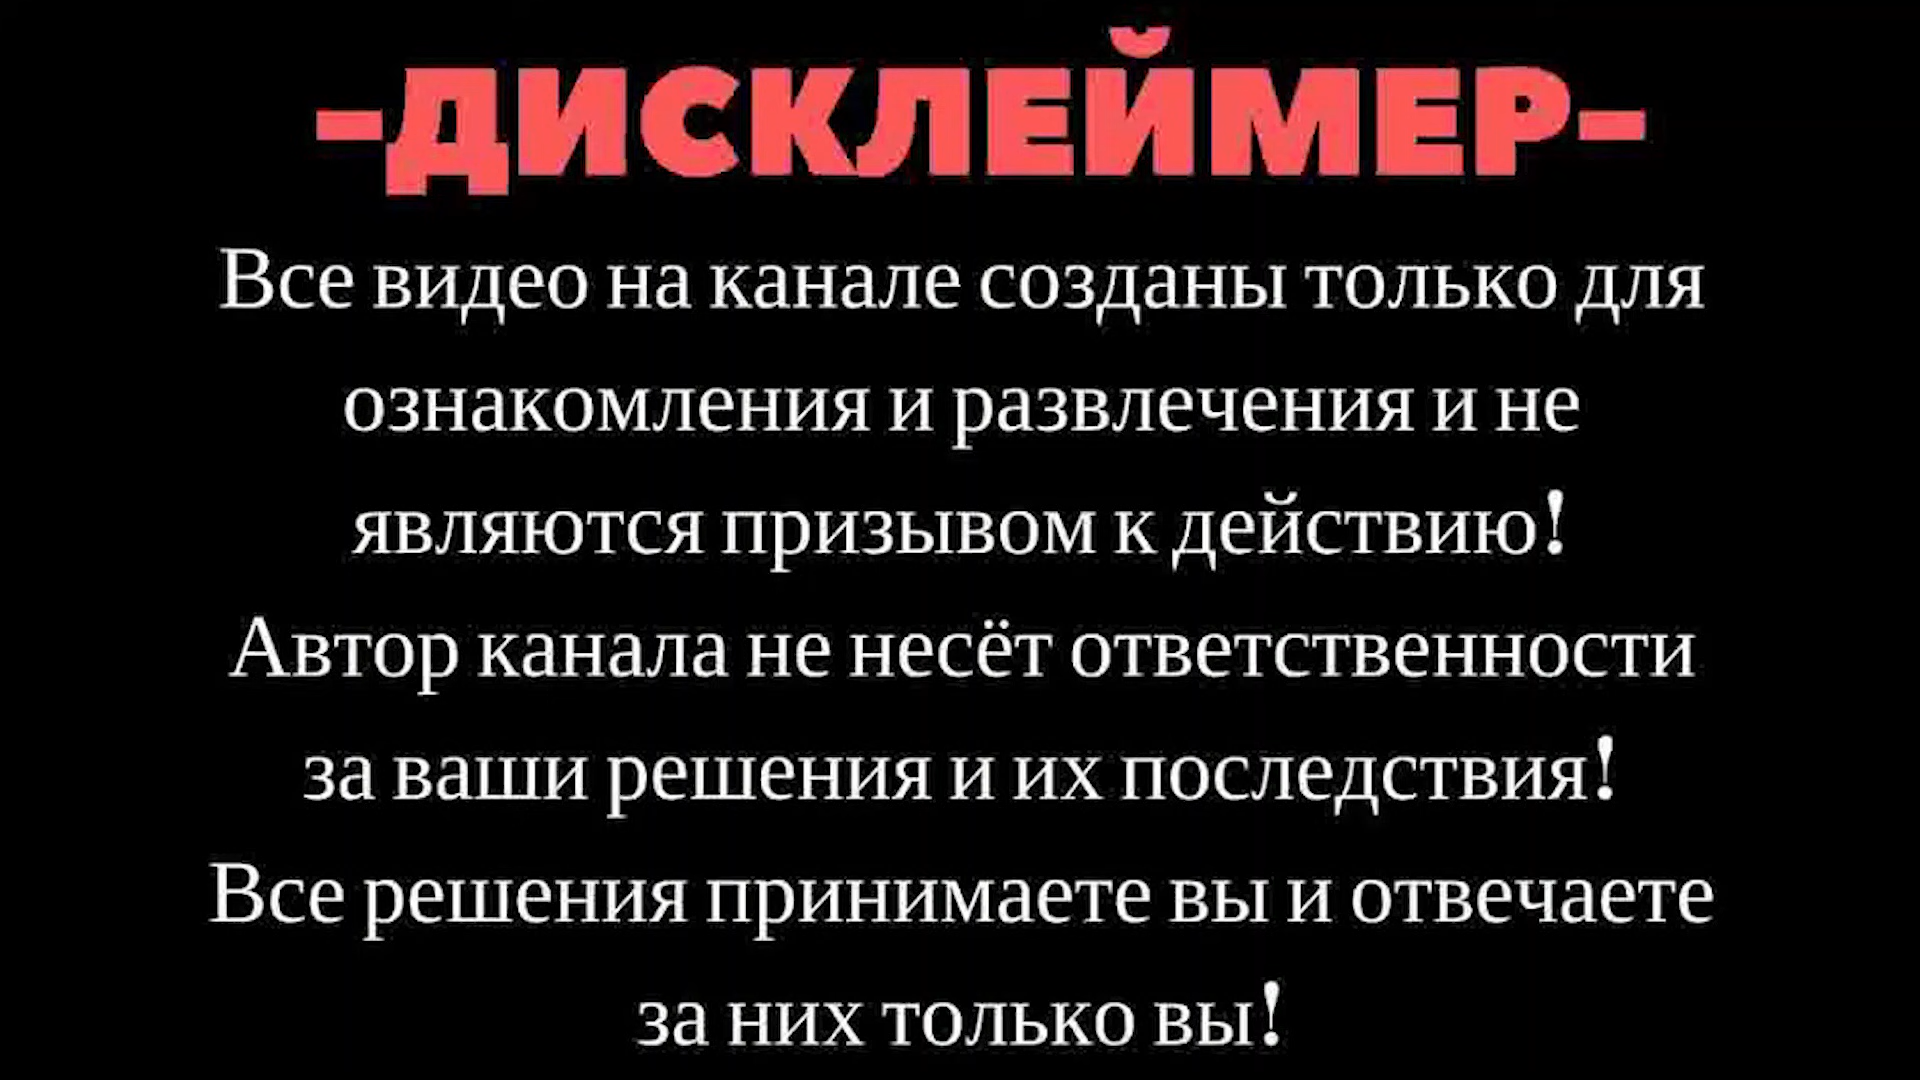 -ДИСКЛЕЙМЕР-
Все видео на канале созданы только для
ознакомления и развлечения и не
являются призывом к действию!
Автор канала не несёт ответственности
за ваши решения и их последствия!
Все решения принимаете вы и отвечаете
за них только вы!